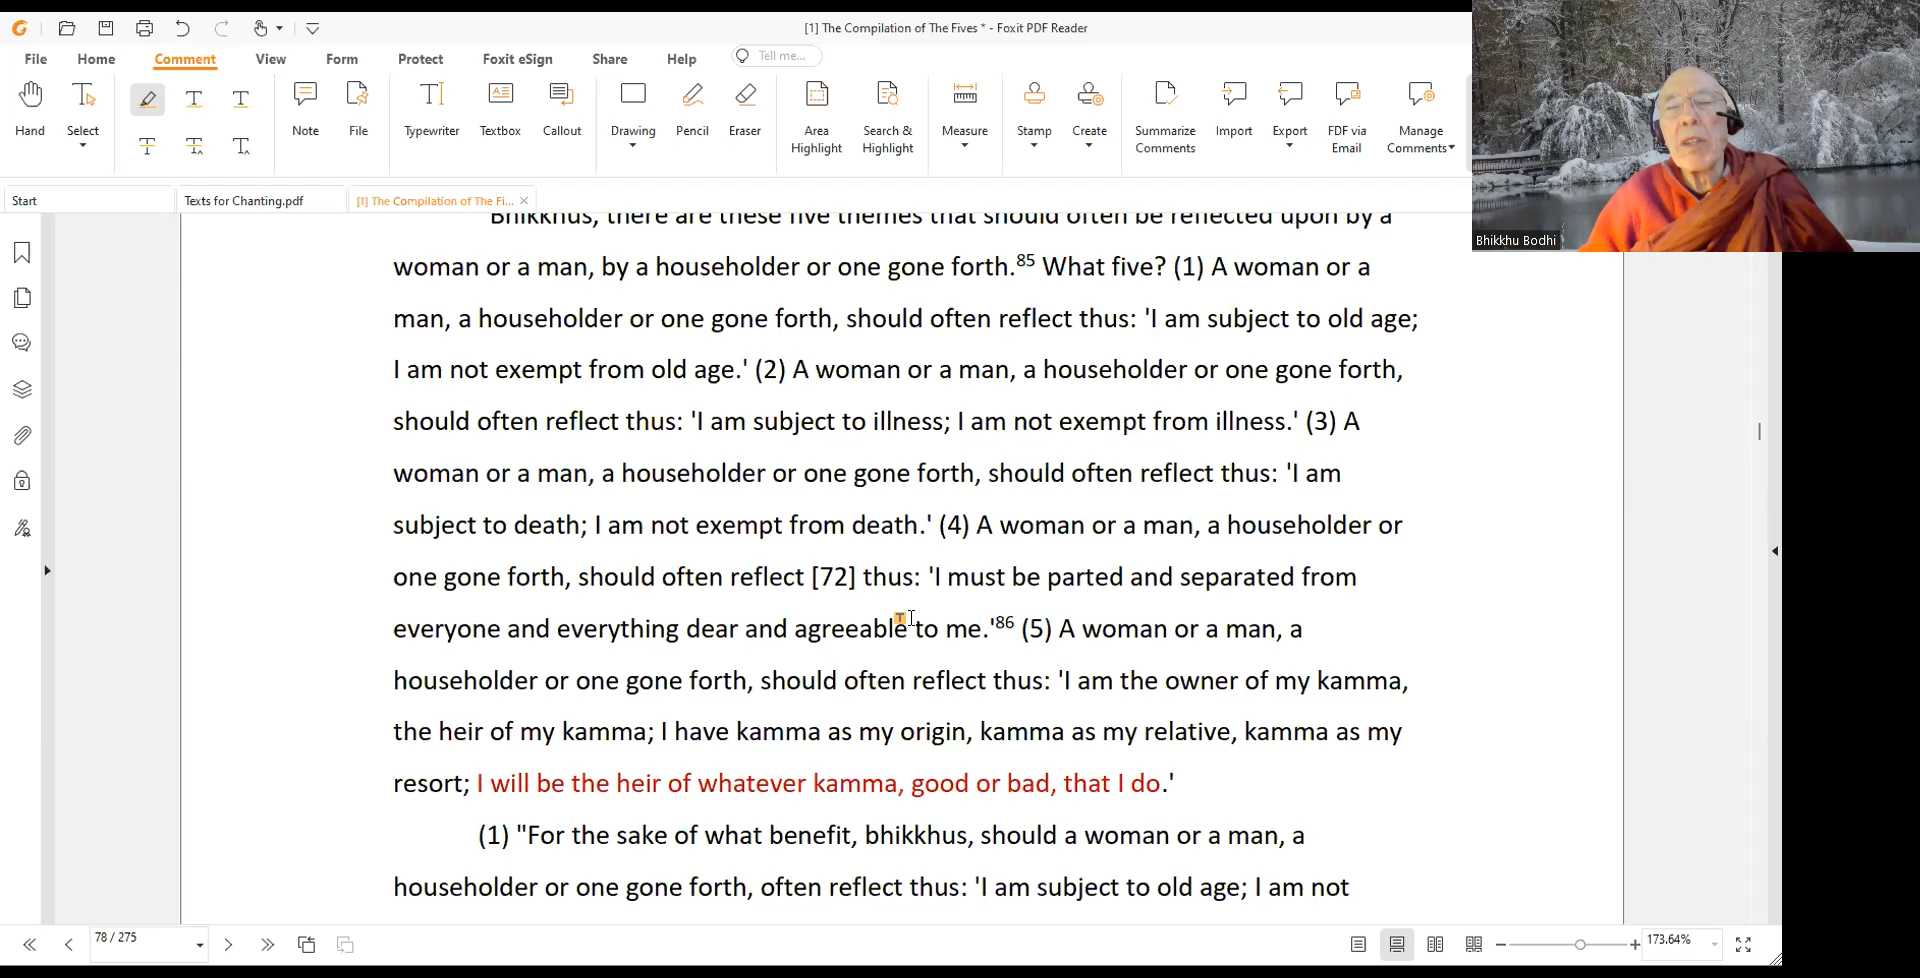 [1] The Compilation of The Fives * - Foxit PDF Reader
File Home Comment View Form Protect Foxit eSign Share Help Tell me...
Hand Select Note File Typewriter Textbox Callout Drawing Pencil Eraser Area Highlight Search & Highlight Measure Stamp Create Summarize Comments Import Export FDF via Email Manage Comments
Bhikkhu Bodhi
Start Texts for Chanting.pdf [1] The Compilation of The Fi...
Bhikkhus, there are these five themes that should often be reflected upon by a
woman or a man, by a householder or one gone forth.85 What five? (1) A woman or a
man, a householder or one gone forth, should often reflect thus: 'I am subject to old age;
I am not exempt from old age.' (2) A woman or a man, a householder or one gone forth,
should often reflect thus: 'I am subject to illness; I am not exempt from illness.' (3) A
woman or a man, a householder or one gone forth, should often reflect thus: 'I am
subject to death; I am not exempt from death.' (4) A woman or a man, a householder or
one gone forth, should often reflect [72] thus: 'I must be parted and separated from
everyone and everything dear and agreeable to me.'86 (5) A woman or a man, a
householder or one gone forth, should often reflect thus: 'I am the owner of my kamma,
the heir of my kamma; I have kamma as my origin, kamma as my relative, kamma as my
resort; I will be the heir of whatever kamma, good or bad, that I do.'
(1) "For the sake of what benefit, bhikkhus, should a woman or a man, a
householder or one gone forth, often reflect thus: 'I am subject to old age; I am not
78 / 275 173.64%